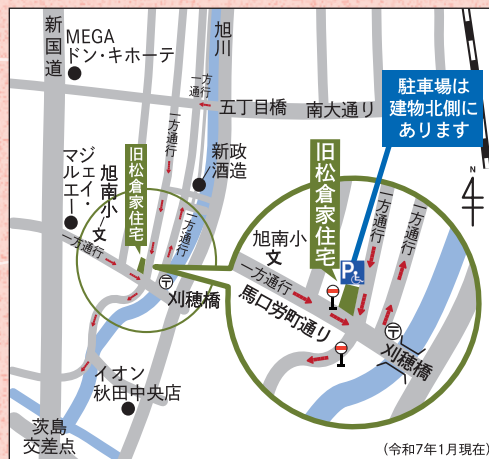 新国道
MEGA
ドン・キホーテ
旭川
一方
通行
五丁目橋
南大通り
駐車場は
建物北側に
あります
一方通行
一方通行
新政
酒造
N
旧松倉家住宅
旭南小
文
ジェイ・
マルエー
一方通行
一方通行
〒
刈穂橋
旧松倉家住宅
P
旭南小
文
一方通行
一方通行
一方通行
馬口労町通り
〒
刈穂橋
イオン
秋田中央店
茨島
交差点
(令和7年1月現在)